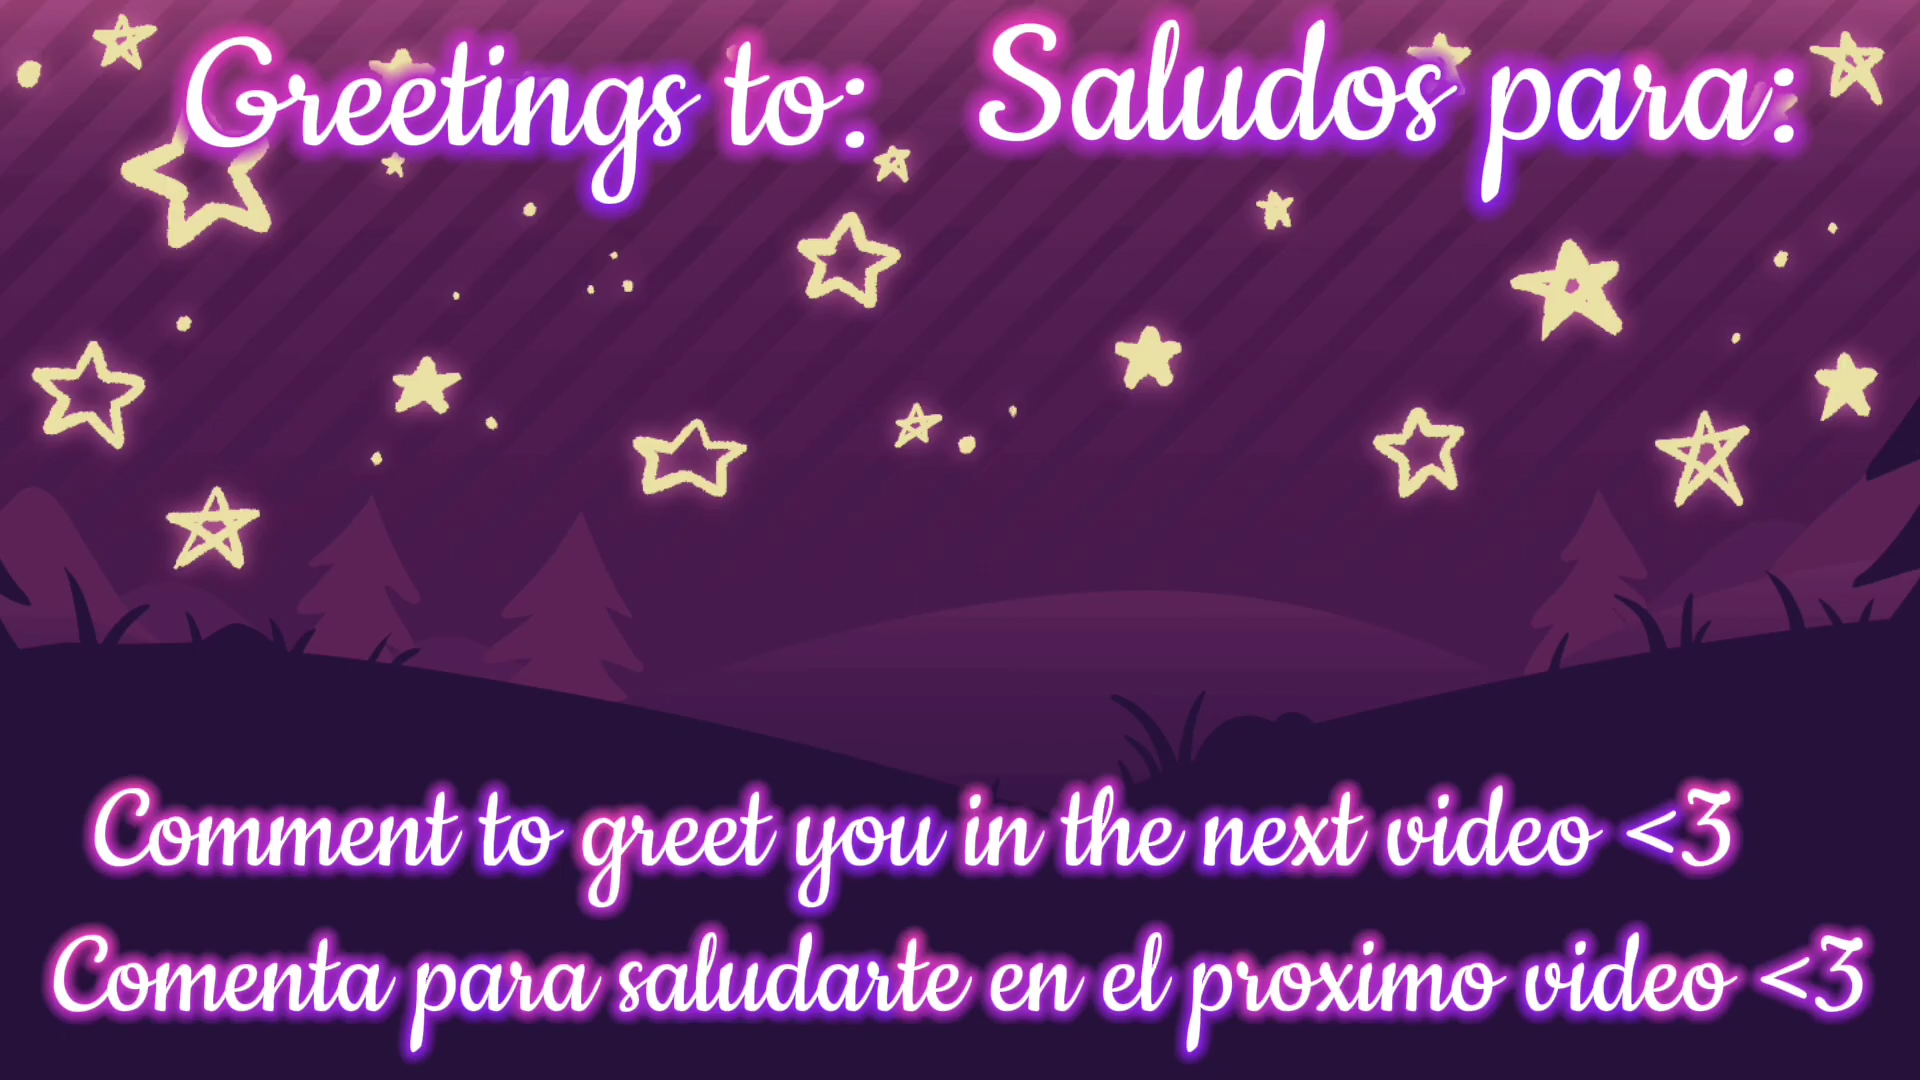 Greetings to: Saludos para:
Comment to greet you in the next video <3
Comenta para saludarte en el proximo video <3